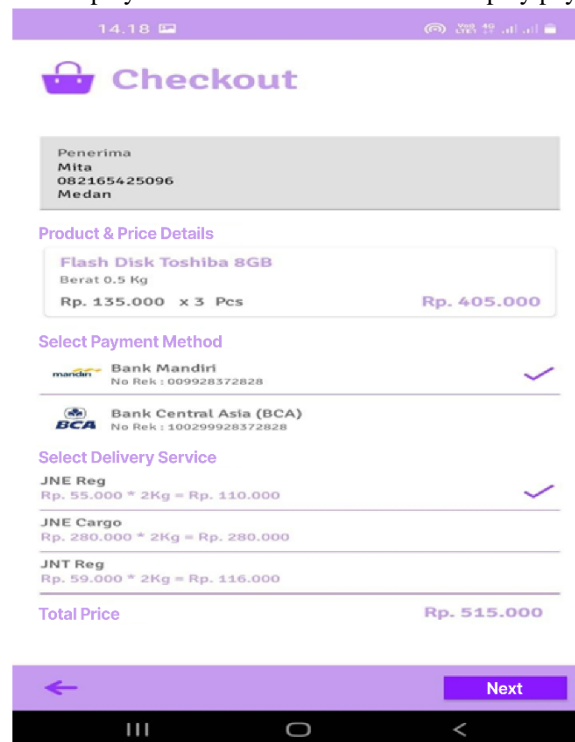 14.18
Checkout
Penerima
Mita
082165425096
Medan
Product & Price Details
Flash Disk Toshiba 8GB
Berat 0.5 Kg
Rp. 135.000 x 3 Pcs Rp. 405.000
Select Payment Method
mandiri Bank Mandiri
No Rek : 009928372828
BCA Bank Central Asia (BCA)
No Rek : 100299928372828
Select Delivery Service
JNE Reg
Rp. 55.000 * 2Kg = Rp. 110.000
JNE Cargo
Rp. 280.000 * 2Kg = Rp. 280.000
JNT Reg
Rp. 59.000 * 2Kg = Rp. 116.000
Total Price Rp. 515.000
Next